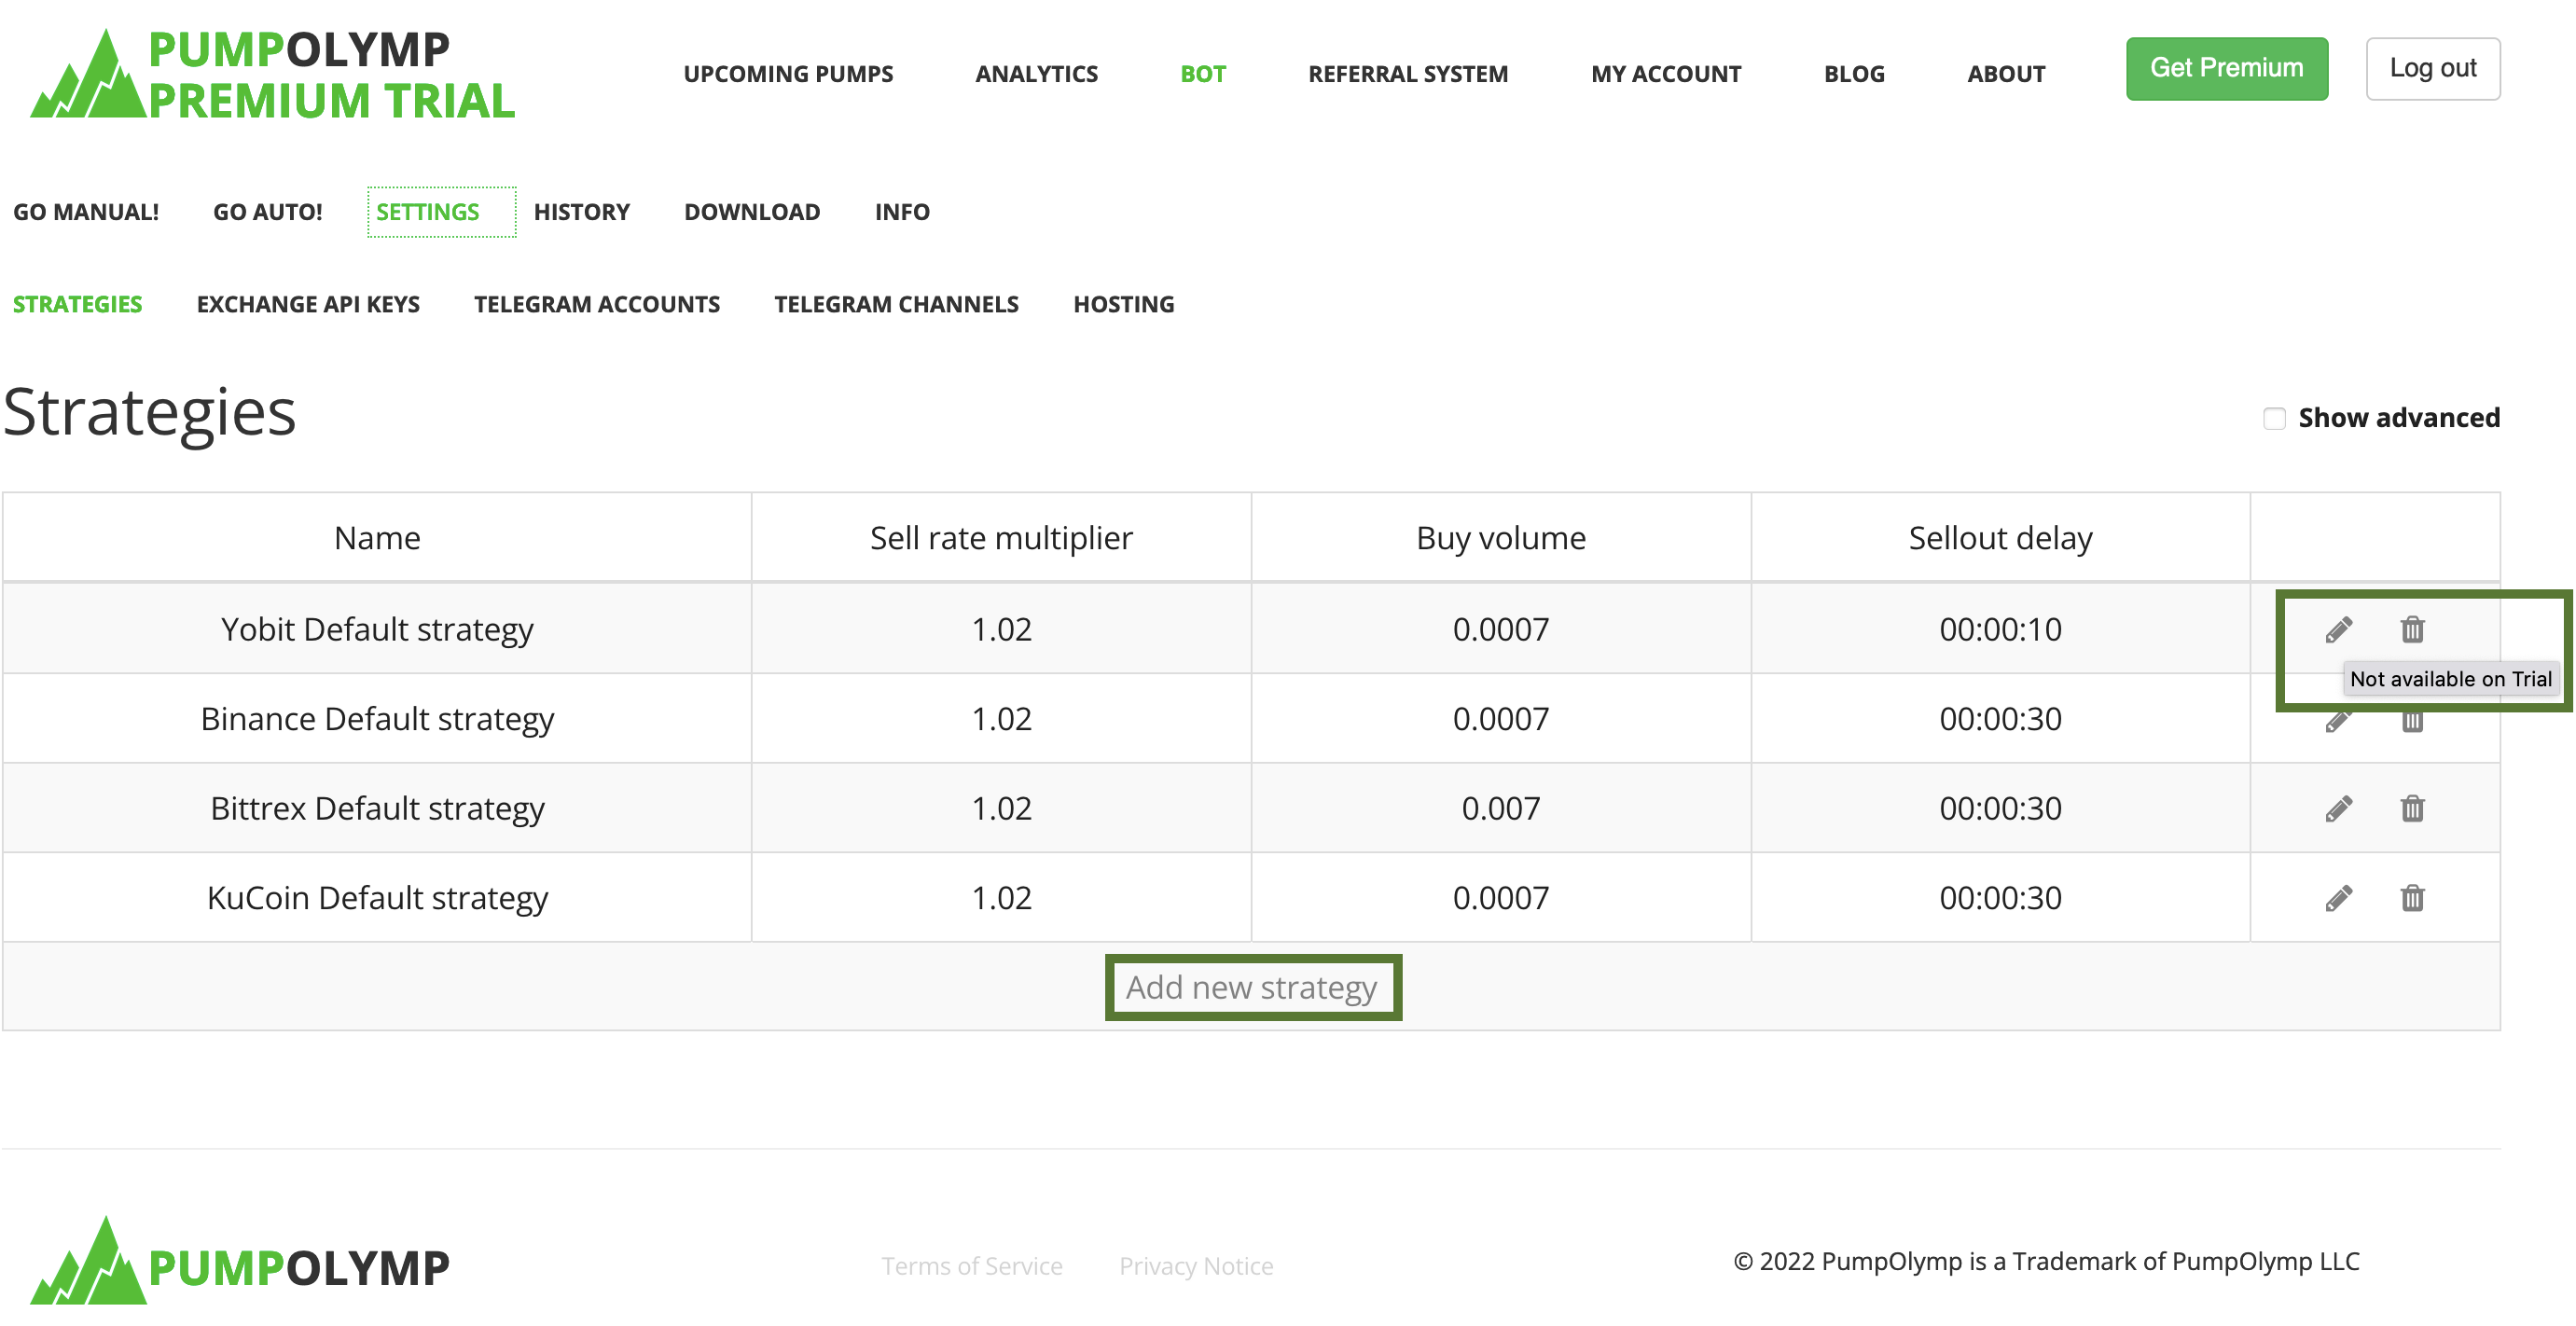 PUMPOLYMP
PREMIUM TRIAL
UPCOMING PUMPS ANALYTICS BOT REFERRAL SYSTEM MY ACCOUNT BLOG ABOUT Get Premium Log out
GO MANUAL! GO AUTO! SETTINGS HISTORY DOWNLOAD INFO
STRATEGIES EXCHANGE API KEYS TELEGRAM ACCOUNTS TELEGRAM CHANNELS HOSTING
Strategies Show advanced
Name Sell rate multiplier Buy volume Sellout delay
Yobit Default strategy 1.02 0.0007 00:00:10
Not available on Trial
Binance Default strategy 1.02 0.0007 00:00:30
Bittrex Default strategy 1.02 0.007 00:00:30
KuCoin Default strategy 1.02 0.0007 00:00:30
Add new strategy
PUMPOLYMP Terms of Service Privacy Notice © 2022 PumpOlymp is a Trademark of PumpOlymp LLC